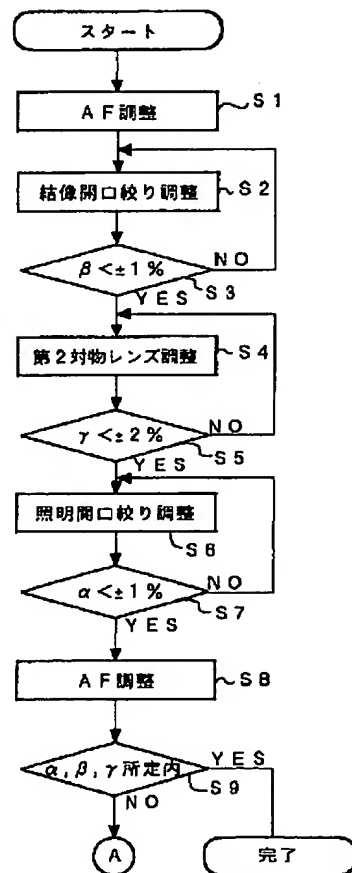 スタート
AF調整 S1
結像開口絞り調整 S2
β<±1% NO
YES S3
第2対物レンズ調整 S4
γ<±2% NO
YES S5
照明開口絞り調整
S6
α<±1% NO
YES S7
AF調整 S8
α,β,γ所定内 YES
NO S9
A 完了